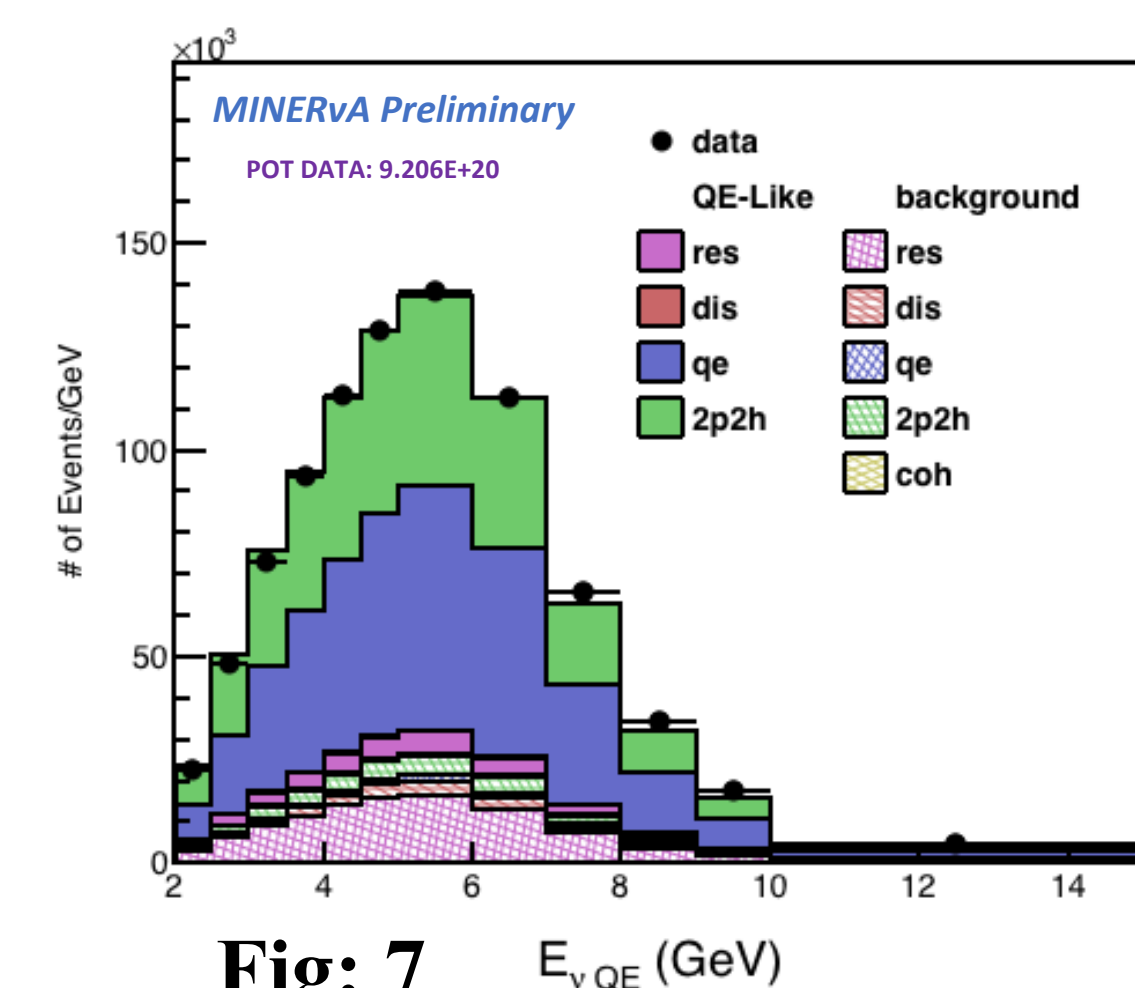 ×10³
MINERvA Preliminary
POT DATA: 9.206E+20
data
QE-Like background
res res
dis dis
qe qe
2p2h 2p2h
coh
# of Events/GeV
150
100
50
0
2 4 6 8 10 12 14
Fig: 7 E_ν QE (GeV)